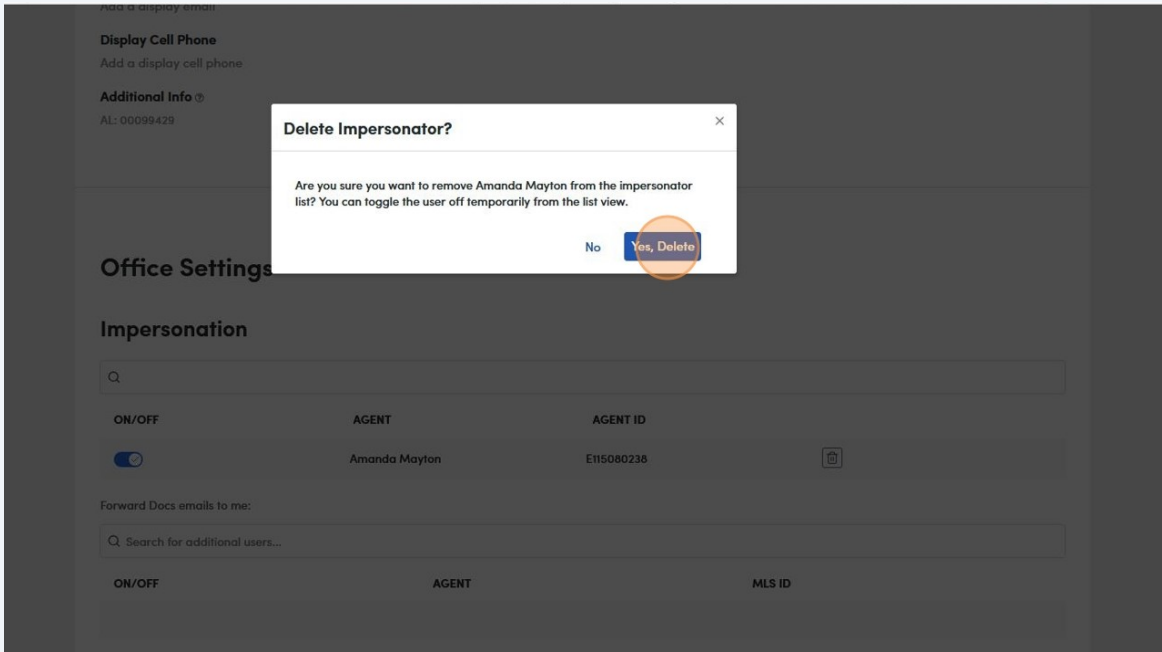 Add a display email
Display Cell Phone
Add a display cell phone
Additional Info
AL: 00099429
Delete Impersonator?
Are you sure you want to remove Amanda Mayton from the impersonator
list? You can toggle the user off temporarily from the list view.
No Yes, Delete
Office Settings
Impersonation
ON/OFF AGENT AGENT ID
Amanda Mayton E115080238
Forward Docs emails to me:
Search for additional users...
ON/OFF AGENT MLS ID